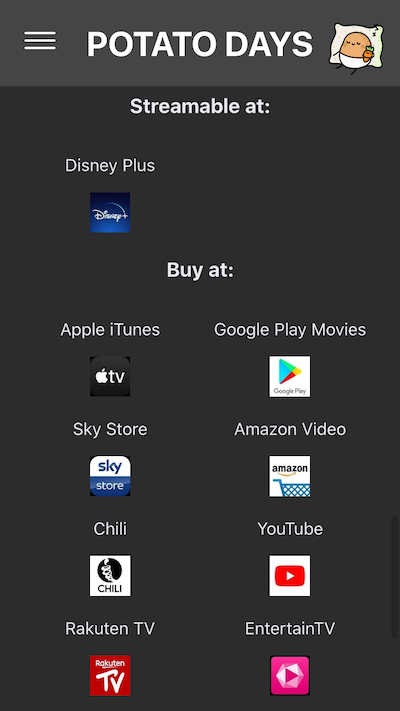 POTATO DAYS
Streamable at:
Disney Plus
Disney+
Buy at:
Apple iTunes
Google Play Movies
tv
Google Play
Sky Store
Amazon Video
sky
store
amazon
Chili
YouTube
CHILI
Rakuten TV
EntertainTV
Rakuten
TV